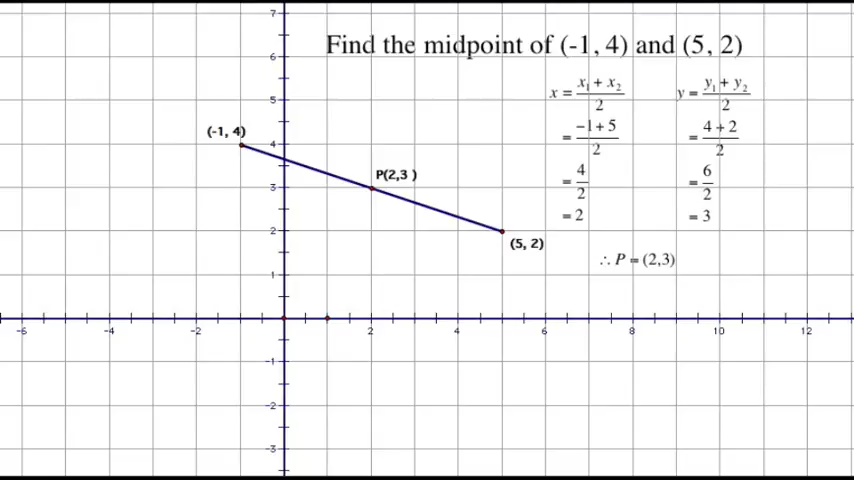 Find the midpoint of (-1, 4) and (5, 2)
x = (x₁ + x₂)/2
= (−1 + 5)/2
= 4/2
= 2
y = (y₁ + y₂)/2
= (4 + 2)/2
= 6/2
= 3
∴ P = (2,3)
(-1, 4)
P(2,3 )
(5, 2)
7
6
5
4
3
2
1
-1
-2
-3
-6 -4 -2 2 4 6 8 10 12